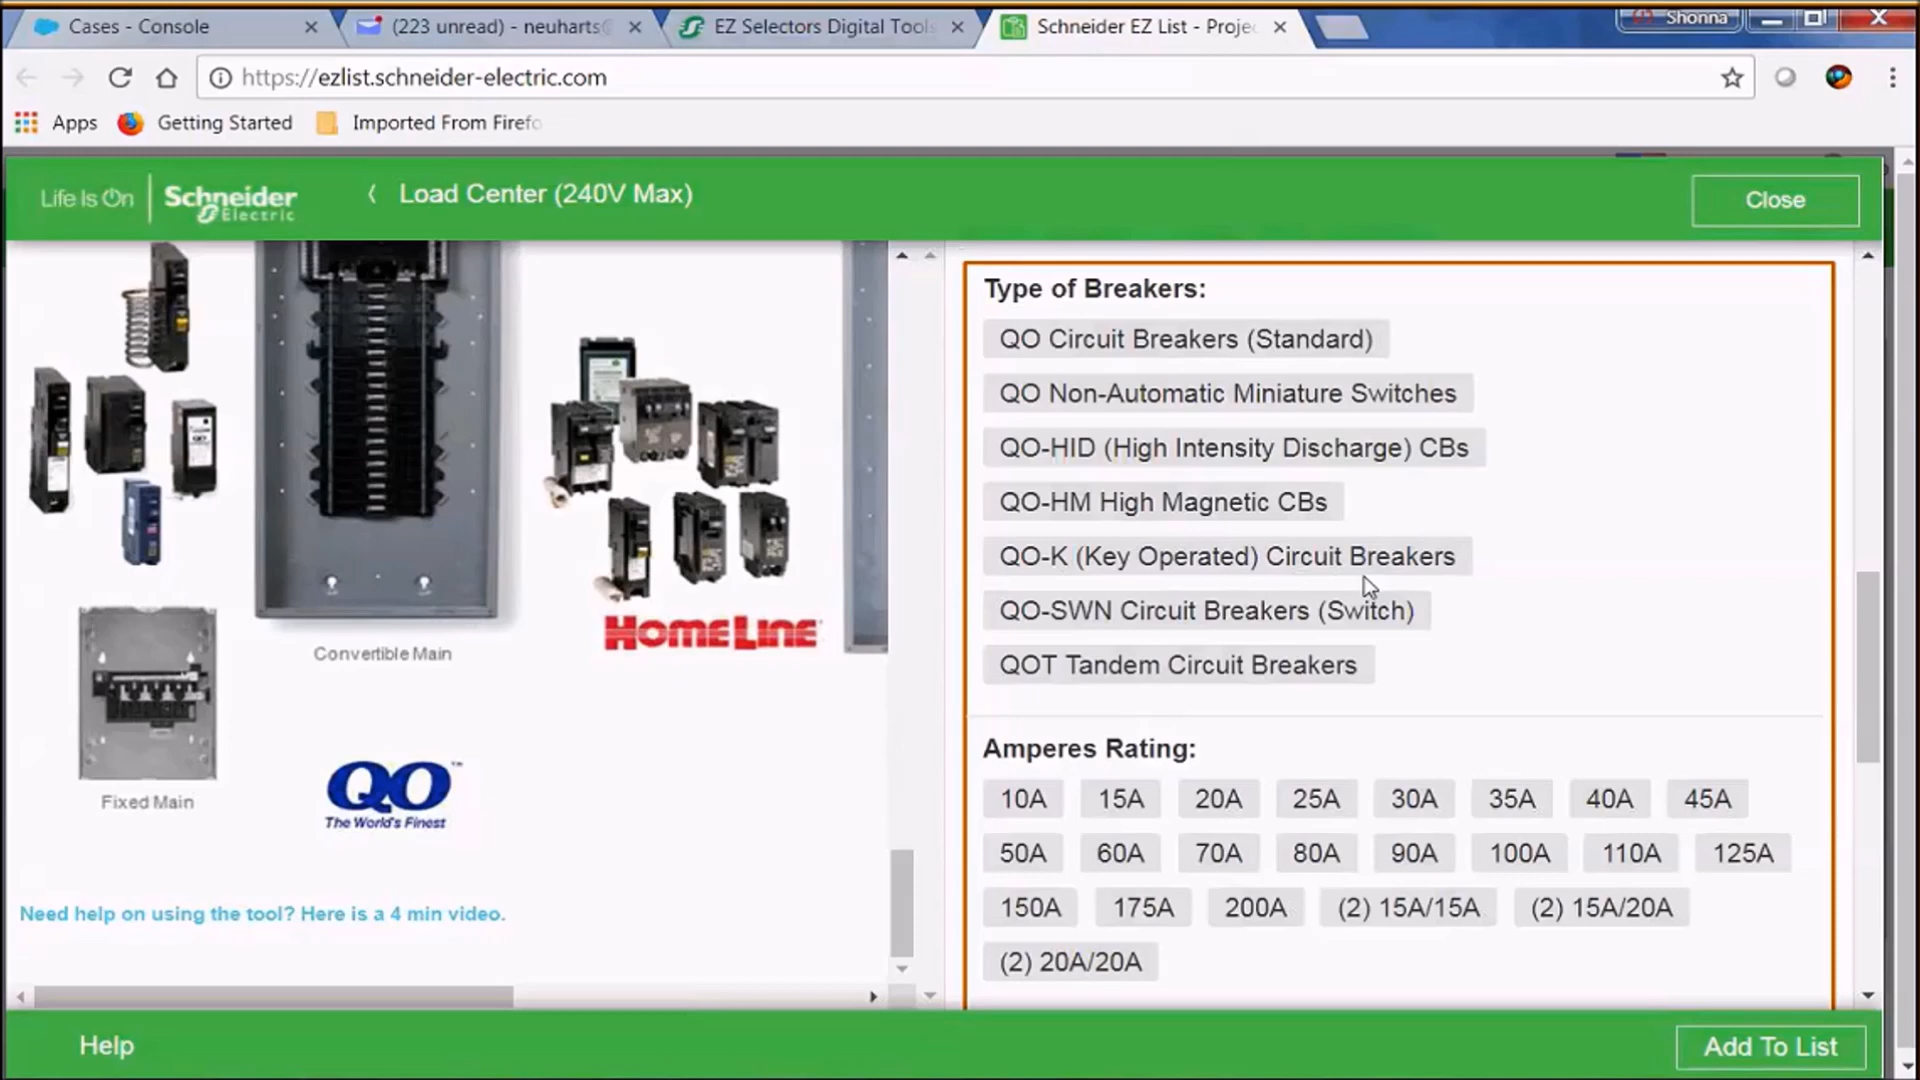 Cases - Console
(223 unread) - neuharts@
EZ Selectors Digital Tools
Schneider EZ List - Projec
Shonna
https://ezlist.schneider-electric.com
Apps
Getting Started
Imported From Firefo
Life Is On
Schneider
Electric
Load Center (240V Max)
Close
Type of Breakers:
QO Circuit Breakers (Standard)
QO Non-Automatic Miniature Switches
QO-HID (High Intensity Discharge) CBs
QO-HM High Magnetic CBs
QO-K (Key Operated) Circuit Breakers
QO-SWN Circuit Breakers (Switch)
QOT Tandem Circuit Breakers
Amperes Rating:
10A 15A 20A 25A 30A 35A 40A 45A
50A 60A 70A 80A 90A 100A 110A 125A
150A 175A 200A (2) 15A/15A (2) 15A/20A
(2) 20A/20A
QO
HOMELINE
Convertible Main
Fixed Main
QO™
The World's Finest
Need help on using the tool? Here is a 4 min video.
Help
Add To List